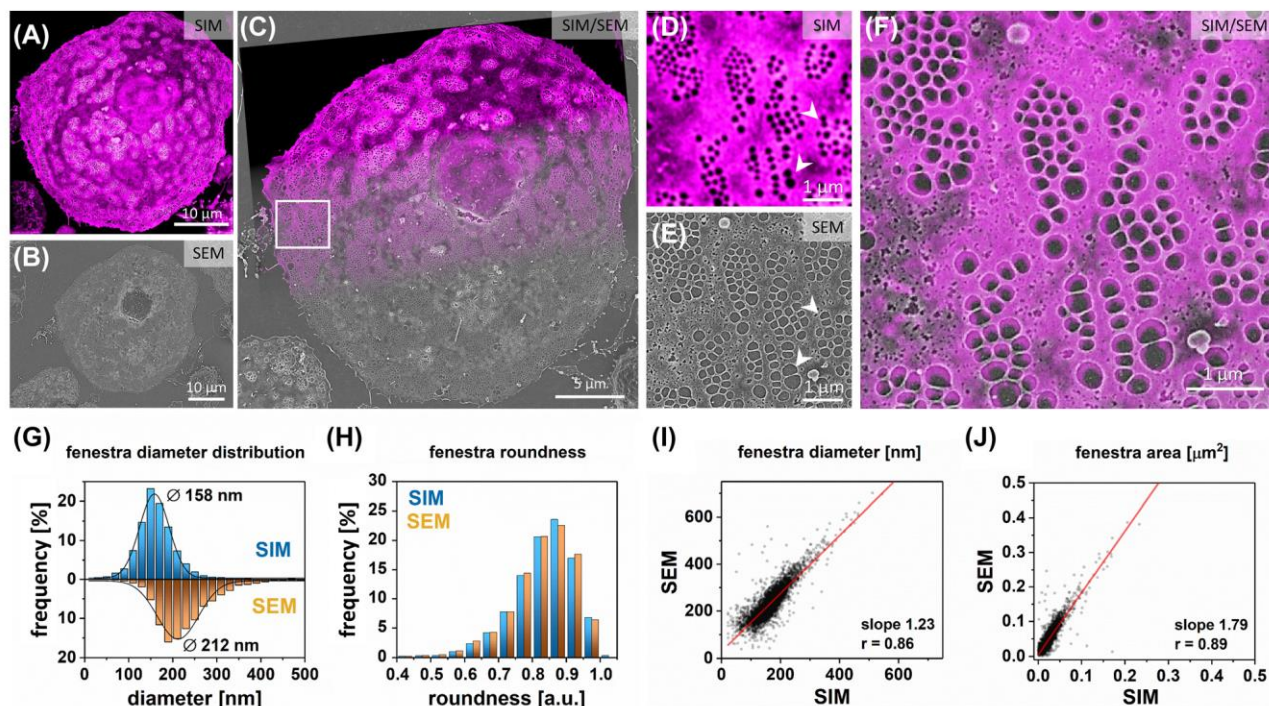 (A) SIM
10 μm
(B) SEM
10 μm
(C) SIM/SEM
5 μm
(D) SIM
1 μm
(E) SEM
1 μm
(F) SIM/SEM
1 μm
(G)
fenestra diameter distribution
frequency [%]
20
10
0
10
20
∅ 158 nm
SIM
SEM
∅ 212 nm
0 100 200 300 400 500
diameter [nm]
(H)
fenestra roundness
frequency [%]
30
25
20
15
10
5
0
SIM
SEM
0.4 0.5 0.6 0.7 0.8 0.9 1.0
roundness [a.u.]
(I)
fenestra diameter [nm]
SEM
600
400
200
0
slope 1.23
r = 0.86
0 200 400 600
SIM
(J)
fenestra area [μm²]
SEM
0.5
0.4
0.3
0.2
0.1
0.0
slope 1.79
r = 0.89
0.0 0.1 0.2 0.3 0.4 0.5
SIM